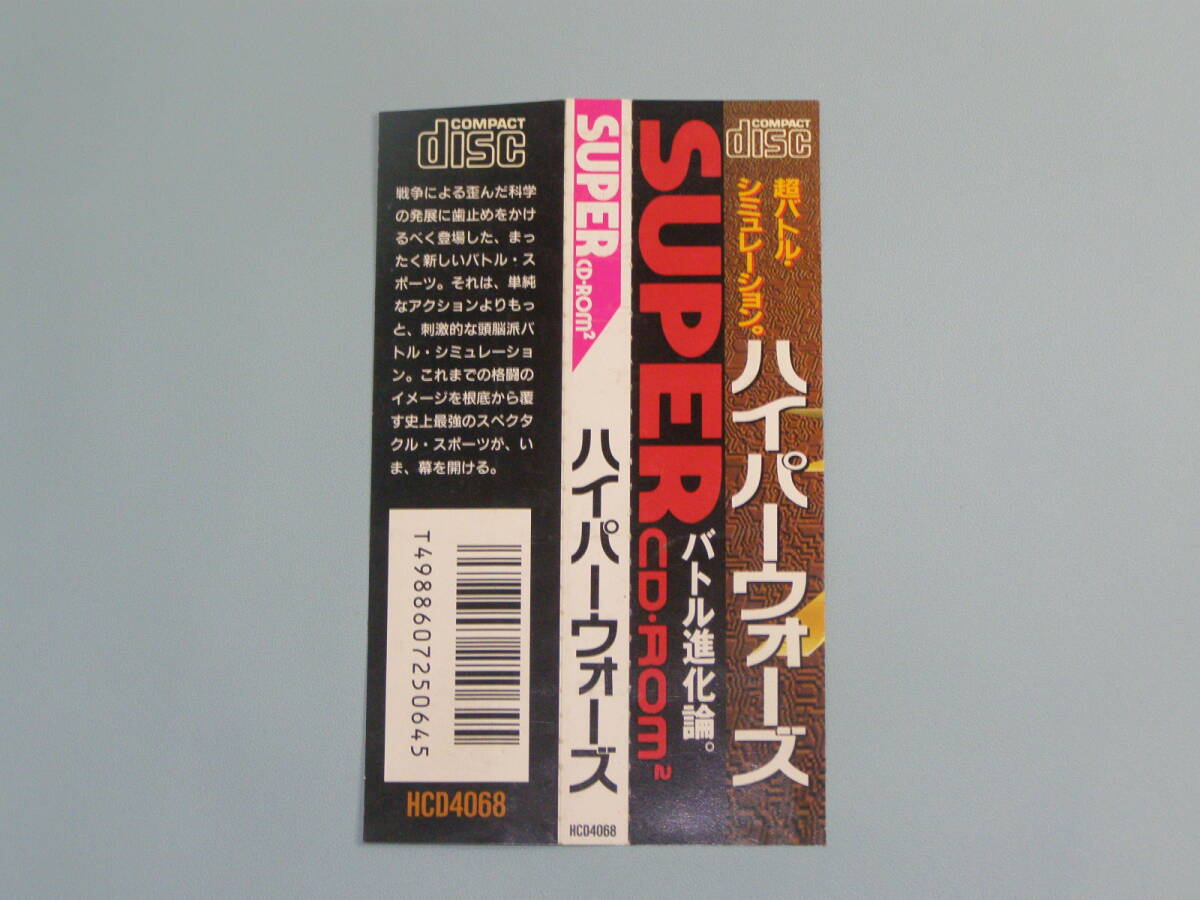 COMPACT
disc
戦争による歪んだ科学
の発展に歯止めをかけ
るべく登場した、まっ
たく新しいバトル・ス
ポーツ。それは、単純
なアクションよりもっ
と、刺激的な頭脳派バ
トル・シミュレーショ
ン。これまでの格闘の
イメージを根底から覆
す史上最強のスペクタ
クル・スポーツが、い
ま、幕を開ける。
T4988607250645
HCD4068
SUPER CD-ROM²
ハイパーウォーズ
HCD4068
SUPER CD-ROM²
バトル進化論。
COMPACT
disc
超バトル・
シミュレーション。
ハイパーウォーズ